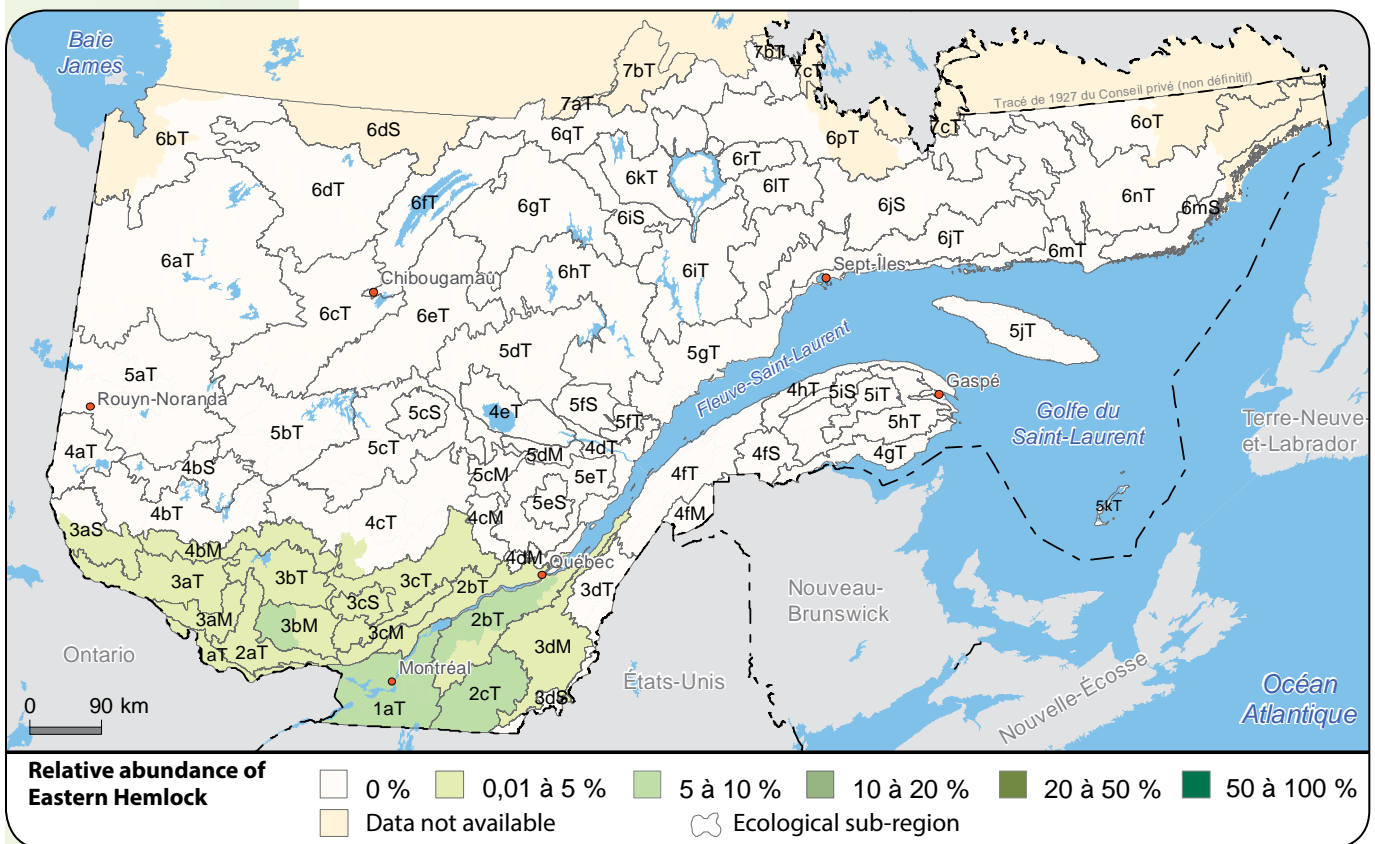 Baie
James
7bT
7bT
7cT
7aT
Tracé de 1927 du Conseil privé (non définitif)
6bT
6dS
6qT
6pT
7cT
6oT
6dT
6fT
6gT
6kT
6rT
6lT
6iS
6jS
6nT
6mS
6aT
6hT
6iT
6jT
6mT
Sept-Îles
Chibougamau
6cT
6eT
5dT
5gT
5jT
5aT
Rouyn-Noranda
5cS
4eT
5fS
5fT
Fleuve-Saint-Laurent
4hT
5iS
5iT
Gaspé
5hT
Golfe du
Saint-Laurent
Terre-Neuve-
et-Labrador
4aT
5bT
5cT
4bS
5dM
4dT
5cM
5eT
5eS
4fT
4fS
4gT
4bT
4cT
4cM
4fM
5kT
3aS
4bM
4dM
Québec
3aT
3bT
3cT
2bT
3dT
Nouveau-
Brunswick
3cS
3aM
3bM
3cM
2bT
3dM
Ontario
1aT
2aT
Montréal
États-Unis
1aT
2cT
3dS
Nouvelle-Écosse
Océan
Atlantique
0 90 km
Relative abundance of
Eastern Hemlock
0 % 0,01 à 5 % 5 à 10 % 10 à 20 % 20 à 50 % 50 à 100 %
Data not available Ecological sub-region